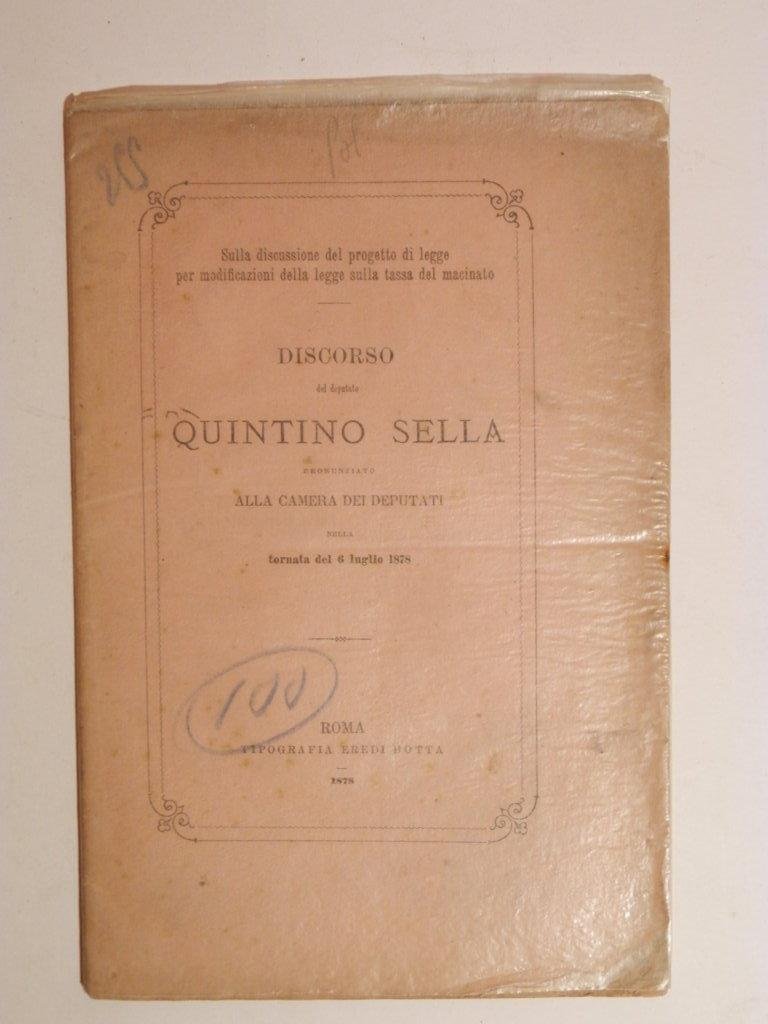 Pol
Sulla discussione del progetto di legge
per modificazioni della legge sulla tassa del macinato
DISCORSO
del deputato
QUINTINO SELLA
PRONUNZIATO
ALLA CAMERA DEI DEPUTATI
NELLA
tornata del 6 luglio 1878
100
ROMA
TIPOGRAFIA EREDI BOTTA
1878